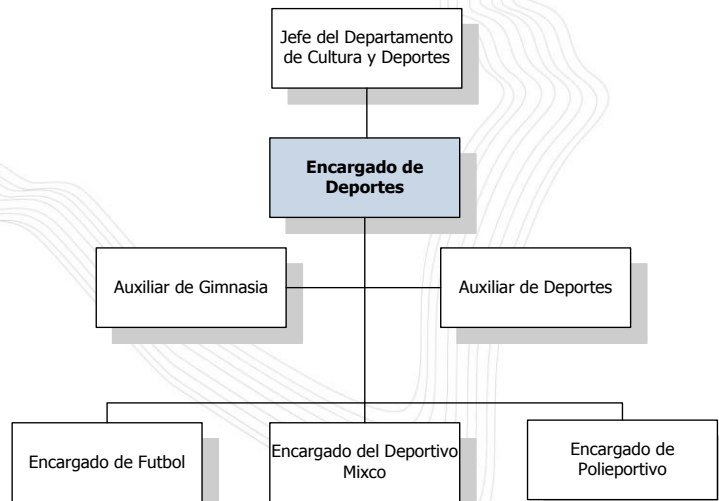 Jefe del Departamento
de Cultura y Deportes
Encargado de
Deportes
Auxiliar de Gimnasia
Auxiliar de Deportes
Encargado de Futbol
Encargado del Deportivo
Mixco
Encargado de
Polieportivo